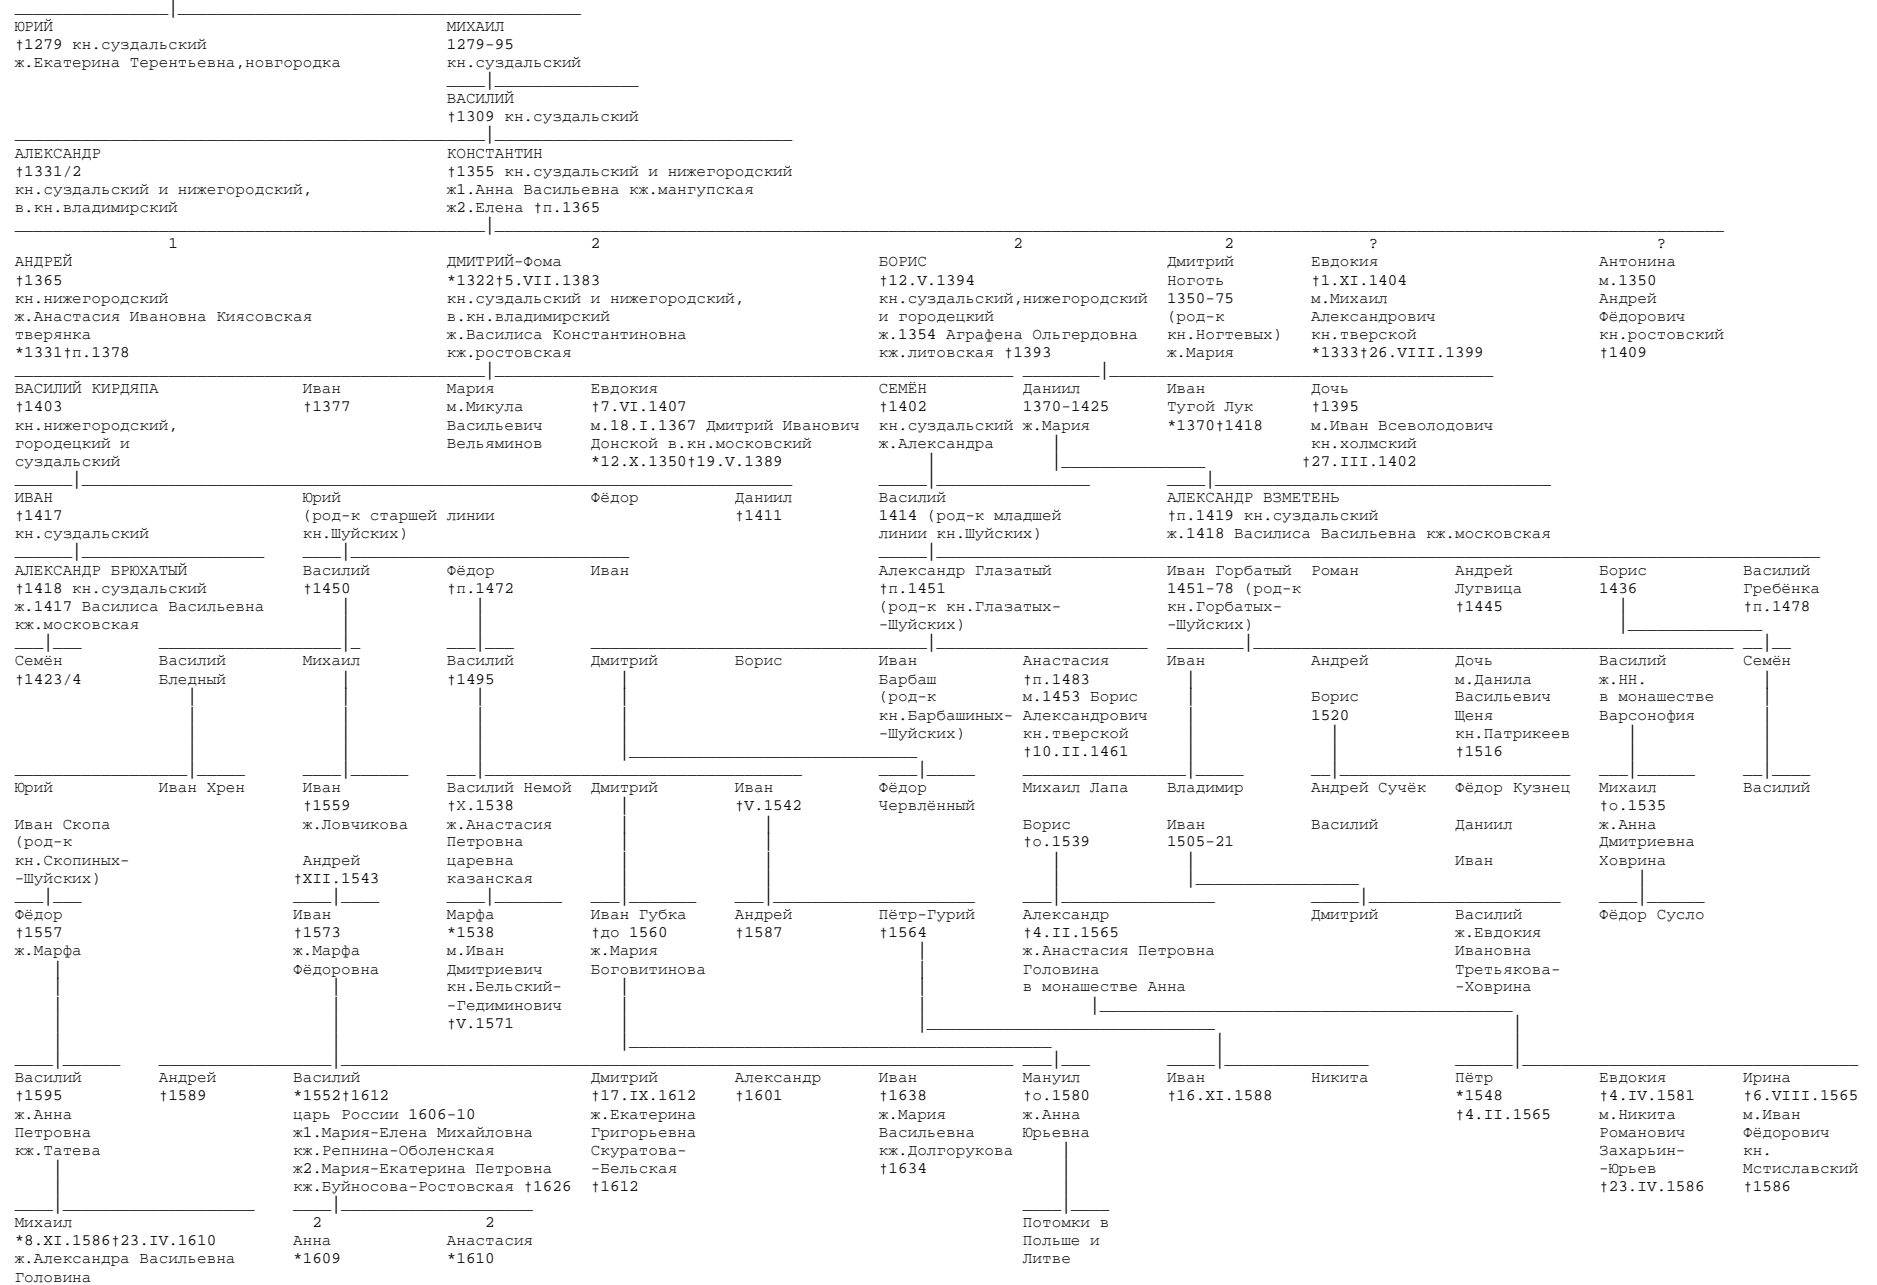 ЮРИЙ МИХАИЛ
†1279 кн.суздальский 1279-95
ж.Екатерина Терентьевна,новгородка кн.суздальский
ВАСИЛИЙ
†1309 кн.суздальский
АЛЕКСАНДР КОНСТАНТИН
†1331/2 †1355 кн.суздальский и нижегородский
кн.суздальский и нижегородский, ж1.Анна Васильевна кж.мангупская
в.кн.владимирский ж2.Елена †п.1365
1 2 2 2 ? ?
АНДРЕЙ ДМИТРИЙ-Фома БОРИС Дмитрий Евдокия Антонина
†1365 *1322†5.VII.1383 †12.V.1394 Ноготь †1.XI.1404 м.1350
кн.нижегородский кн.суздальский и нижегородский, кн.суздальский,нижегородский 1350-75 м.Михаил Андрей
ж.Анастасия Ивановна Киясовская в.кн.владимирский и городецкий (род-к Александрович Фёдорович
тверянка ж.Василиса Константиновна ж.1354 Аграфена Ольгердовна кн.Ногтевых) кн.тверской кн.ростовский
*1331†п.1378 кж.ростовская кж.литовская †1393 ж.Мария *1333†26.VIII.1399 †1409
ВАСИЛИЙ КИРДЯПА Иван Мария Евдокия СЕМЁН Даниил Иван Дочь
†1403 †1377 м.Микула †7.VI.1407 †1402 1370-1425 Тугой Лук †1395
кн.нижегородский, Васильевич м.18.I.1367 Дмитрий Иванович кн.суздальский ж.Мария *1370†1418 м.Иван Всеволодович
городецкий и Вельяминов Донской в.кн.московский ж.Александра кн.холмский
суздальский *12.X.1350†19.V.1389 †27.III.1402
ИВАН Юрий Фёдор Даниил Василий АЛЕКСАНДР ВЗМЕТЕНЬ
†1417 (род-к старшей линии †1411 1414 (род-к младшей †п.1419 кн.суздальский
кн.суздальский кн.Шуйских) линии кн.Шуйских) ж.1418 Василиса Васильевна кж.московская
АЛЕКСАНДР БРЮХАТЫЙ Василий Фёдор Иван Александр Глазатый Иван Горбатый Роман Андрей Борис Василий
†1418 кн.суздальский †1450 †п.1472 †п.1451 1451-78 (род-к Лугвица 1436 Гребёнка
ж.1417 Василиса Васильевна (род-к кн.Глазатых- кн.Горбатых- †1445 †п.1478
кж.московская -Шуйских) -Шуйских)
Семён Василий Михаил Василий Дмитрий Борис Иван Анастасия Иван Андрей Дочь Василий Семён
†1423/4 Бледный †1495 Барбаш †п.1483 м.Данила ж.НН.
(род-к м.1453 Борис Борис Васильевич в монашестве
кн.Барбашиных- Александрович 1520 Щеня Варсонофия
-Шуйских) кн.тверской кн.Патрикеев
†10.II.1461 †1516
Юрий Иван Хрен Иван Василий Немой Дмитрий Иван Фёдор Михаил Лапа Владимир Андрей Сучёк Фёдор Кузнец Михаил Василий
†1559 †X.1538 †V.1542 Червлённый †о.1535
Иван Скопа ж.Ловчикова ж.Анастасия Борис Иван Василий Даниил ж.Анна
(род-к Петровна †о.1539 1505-21 Дмитриевна
кн.Скопиных- Андрей царевна Иван Ховрина
-Шуйских) †XII.1543 казанская
Фёдор Иван Марфа Иван Губка Андрей Пётр-Гурий Александр Дмитрий Василий Фёдор Сусло
†1557 †1573 *1538 †до 1560 †1587 †1564 †4.II.1565 ж.Евдокия
ж.Марфа ж.Марфа м.Иван ж.Мария ж.Анастасия Петровна Ивановна
Фёдоровна Дмитриевич Боговитинова Головина Третьякова-
кн.Бельский- в монашестве Анна -Ховрина
-Гедиминович
†V.1571
Василий Андрей Василий Дмитрий Александр Иван Мануил Иван Никита Пётр Евдокия Ирина
†1595 †1589 *1552†1612 †17.IX.1612 †1601 †1638 †о.1580 †16.XI.1588 *1548 †4.IV.1581 †6.VIII.1565
ж.Анна царь России 1606-10 ж.Екатерина ж.Мария ж.Анна †4.II.1565 м.Никита м.Иван
Петровна ж1.Мария-Елена Михайловна Григорьевна Васильевна Юрьевна Романович Фёдорович
кж.Татева кж.Репнина-Оболенская Скуратова- кж.Долгорукова Захарьин- кн.
ж2.Мария-Екатерина Петровна -Бельская †1634 -Юрьев Мстиславский
кж.Буйносова-Ростовская †1626 †1612 †23.IV.1586 †1586
Михаил 2 2 Потомки в
*8.XI.1586†23.IV.1610 Анна Анастасия Польше и
ж.Александра Васильевна *1609 *1610 Литве
Головина